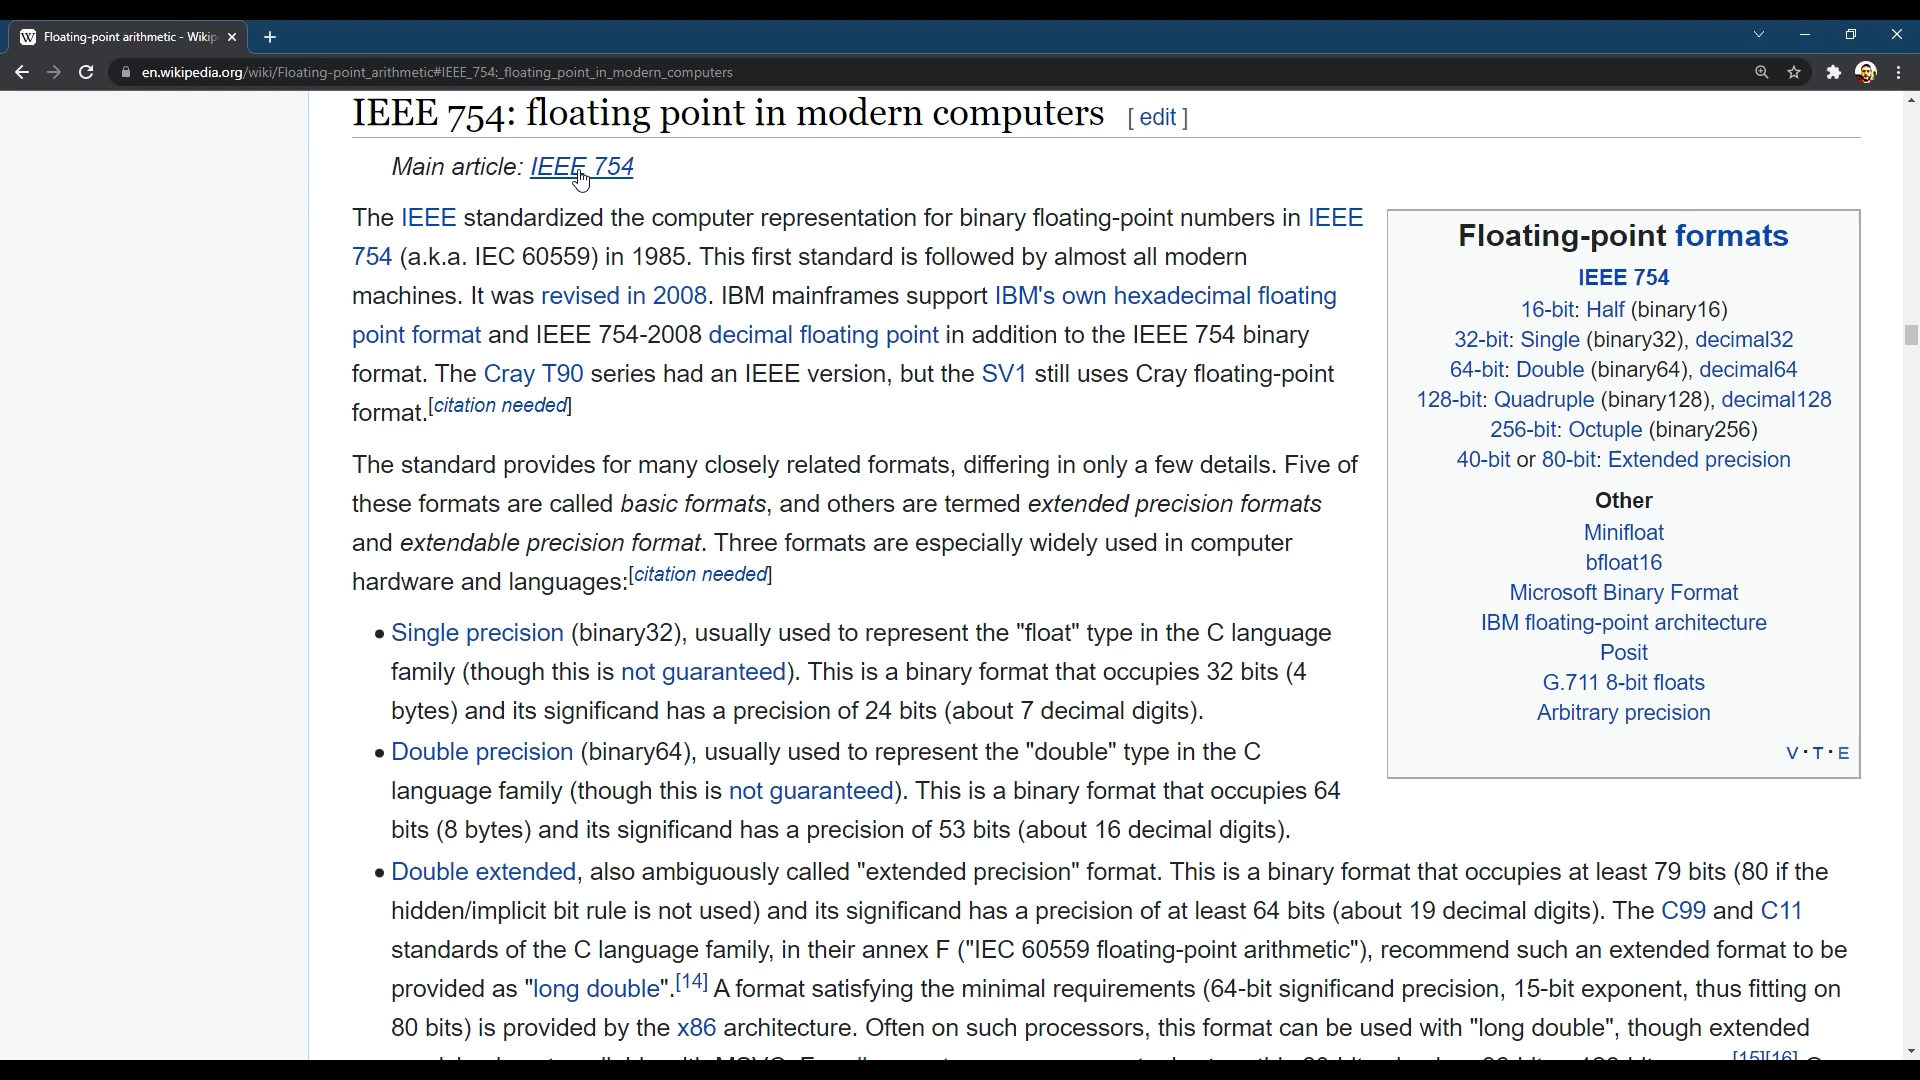 Floating-point arithmetic - Wikip
en.wikipedia.org/wiki/Floating-point_arithmetic#IEEE_754:_floating_point_in_modern_computers
IEEE 754: floating point in modern computers [ edit ]
Main article: IEEE 754
The IEEE standardized the computer representation for binary floating-point numbers in IEEE
754 (a.k.a. IEC 60559) in 1985. This first standard is followed by almost all modern
machines. It was revised in 2008. IBM mainframes support IBM's own hexadecimal floating
point format and IEEE 754-2008 decimal floating point in addition to the IEEE 754 binary
format. The Cray T90 series had an IEEE version, but the SV1 still uses Cray floating-point
format.[citation needed]
The standard provides for many closely related formats, differing in only a few details. Five of
these formats are called basic formats, and others are termed extended precision formats
and extendable precision format. Three formats are especially widely used in computer
hardware and languages:[citation needed]
• Single precision (binary32), usually used to represent the "float" type in the C language
family (though this is not guaranteed). This is a binary format that occupies 32 bits (4
bytes) and its significand has a precision of 24 bits (about 7 decimal digits).
• Double precision (binary64), usually used to represent the "double" type in the C
language family (though this is not guaranteed). This is a binary format that occupies 64
bits (8 bytes) and its significand has a precision of 53 bits (about 16 decimal digits).
• Double extended, also ambiguously called "extended precision" format. This is a binary format that occupies at least 79 bits (80 if the
hidden/implicit bit rule is not used) and its significand has a precision of at least 64 bits (about 19 decimal digits). The C99 and C11
standards of the C language family, in their annex F ("IEC 60559 floating-point arithmetic"), recommend such an extended format to be
provided as "long double".[14] A format satisfying the minimal requirements (64-bit significand precision, 15-bit exponent, thus fitting on
80 bits) is provided by the x86 architecture. Often on such processors, this format can be used with "long double", though extended
[15][16]
Floating-point formats
IEEE 754
16-bit: Half (binary16)
32-bit: Single (binary32), decimal32
64-bit: Double (binary64), decimal64
128-bit: Quadruple (binary128), decimal128
256-bit: Octuple (binary256)
40-bit or 80-bit: Extended precision
Other
Minifloat
bfloat16
Microsoft Binary Format
IBM floating-point architecture
Posit
G.711 8-bit floats
Arbitrary precision
V · T · E